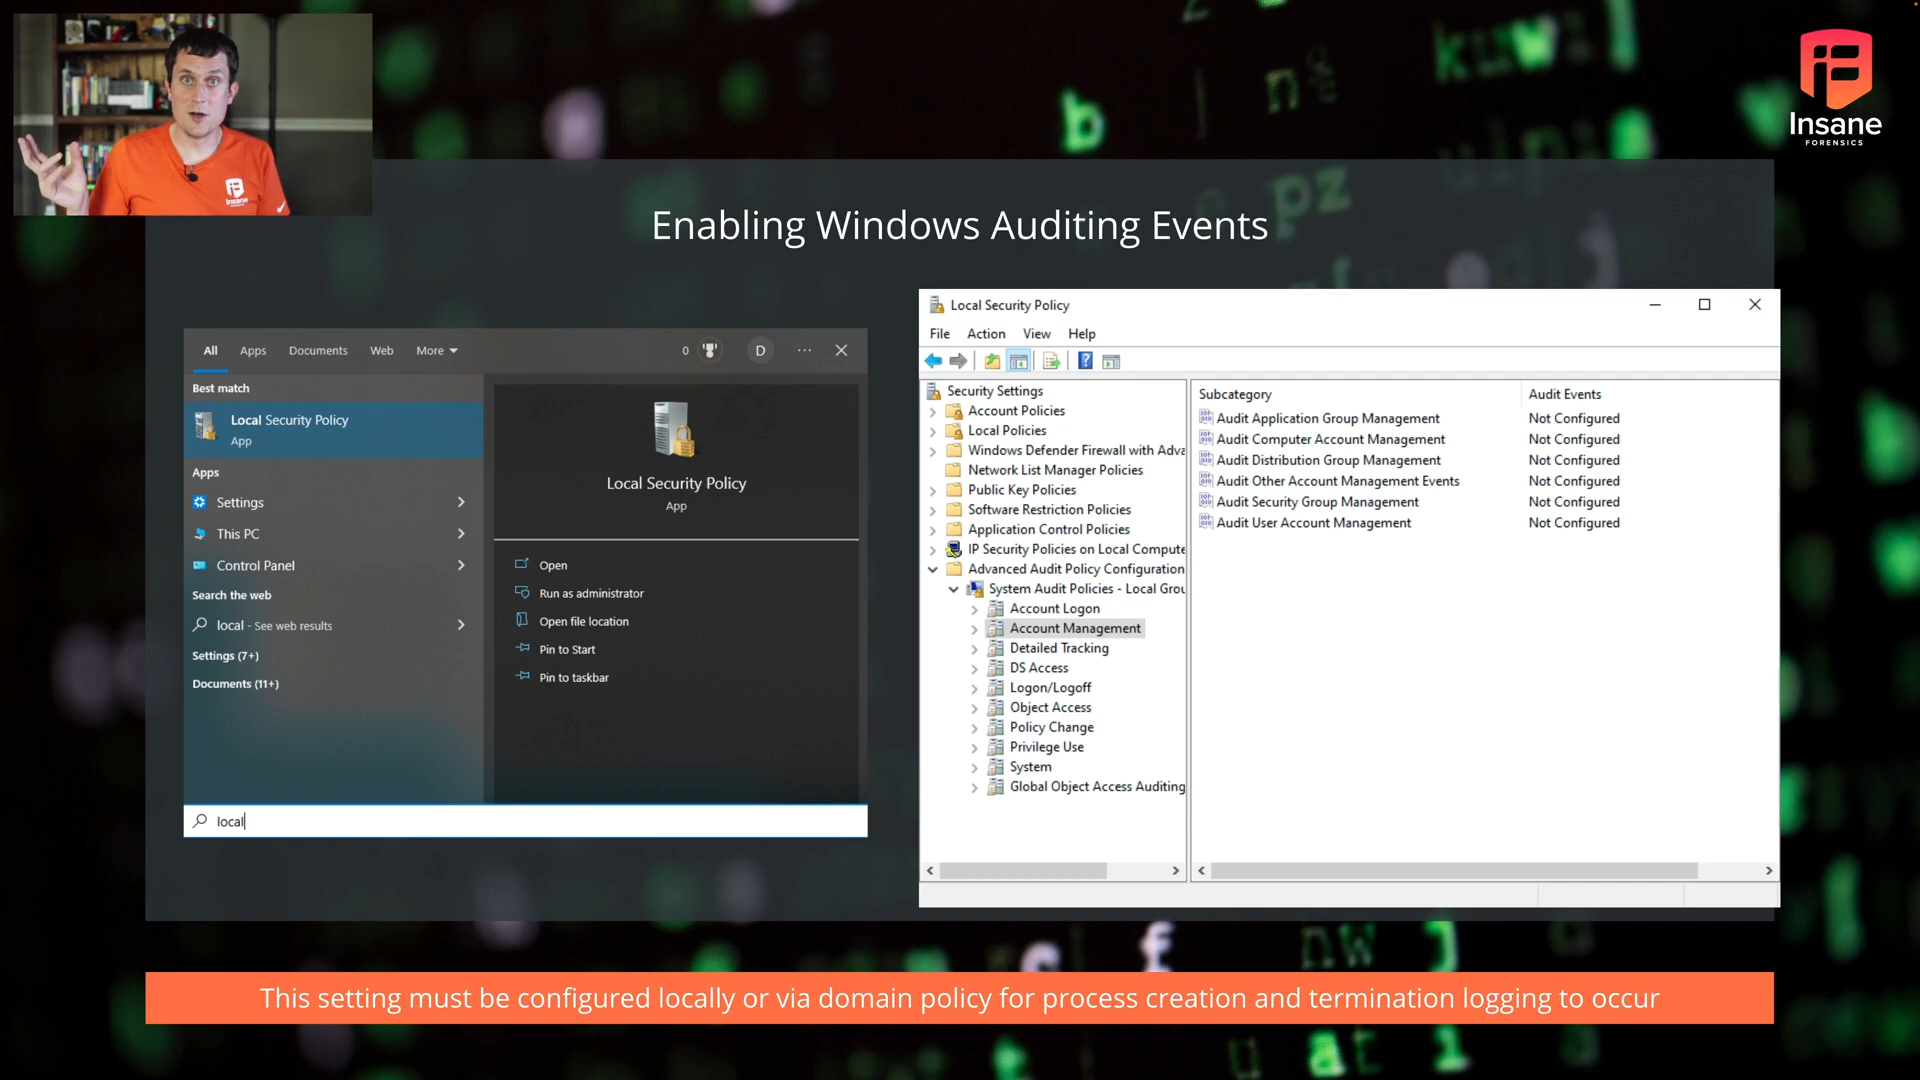 Insane
FORENSICS
Insane
Enabling Windows Auditing Events
All Apps Documents Web More 0 D ...
Best match
Local Security Policy
App
Apps
Settings
This PC
Control Panel
Search the web
local - See web results
Settings (7+)
Documents (11+)
local
Local Security Policy
App
Open
Run as administrator
Open file location
Pin to Start
Pin to taskbar
Local Security Policy
File Action View Help
Security Settings
Account Policies
Local Policies
Windows Defender Firewall with Adva
Network List Manager Policies
Public Key Policies
Software Restriction Policies
Application Control Policies
IP Security Policies on Local Compute
Advanced Audit Policy Configuration
System Audit Policies - Local Grou
Account Logon
Account Management
Detailed Tracking
DS Access
Logon/Logoff
Object Access
Policy Change
Privilege Use
System
Global Object Access Auditing
Subcategory Audit Events
Audit Application Group Management Not Configured
Audit Computer Account Management Not Configured
Audit Distribution Group Management Not Configured
Audit Other Account Management Events Not Configured
Audit Security Group Management Not Configured
Audit User Account Management Not Configured
This setting must be configured locally or via domain policy for process creation and termination logging to occur